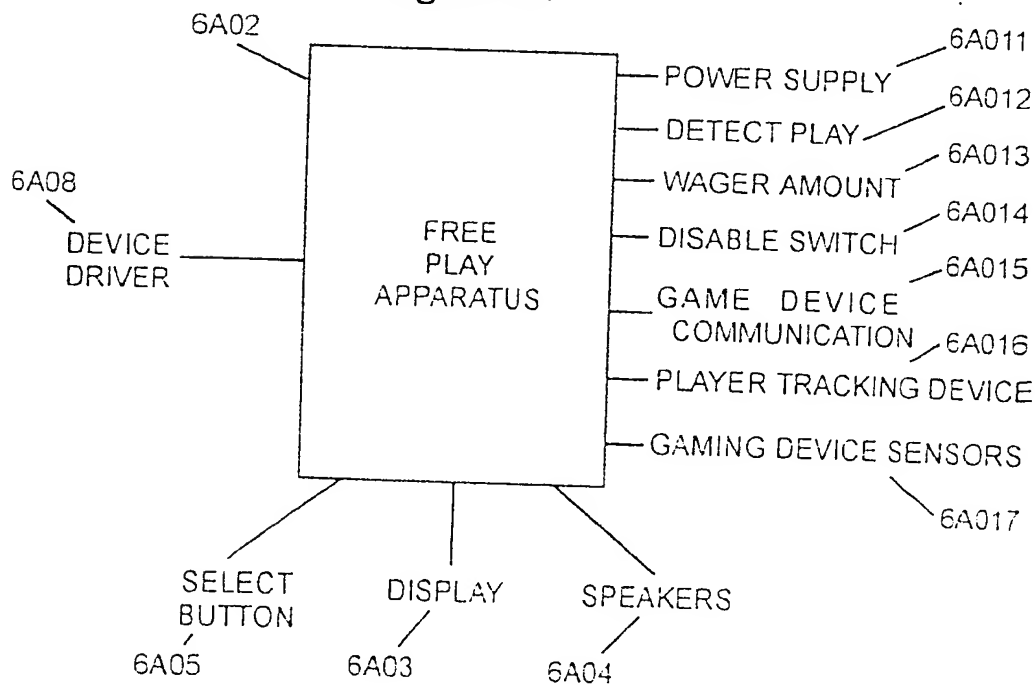 6A02
6A011
POWER SUPPLY
6A012
DETECT PLAY
6A013
WAGER AMOUNT
6A014
DISABLE SWITCH
6A015
GAME DEVICE
COMMUNICATION
6A016
PLAYER TRACKING DEVICE
GAMING DEVICE SENSORS
6A017
6A08
DEVICE
DRIVER
FREE
PLAY
APPARATUS
SELECT
BUTTON
6A05
DISPLAY
6A03
SPEAKERS
6A04